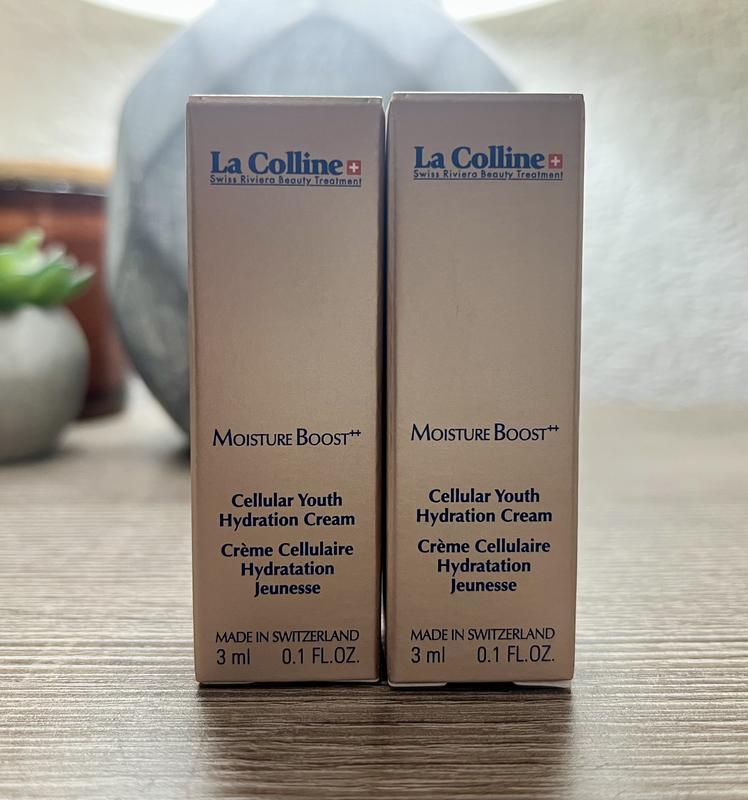 La Colline
Swiss Riviera Beauty Treatment
MOISTURE BOOST++
Cellular Youth
Hydration Cream
Crème Cellulaire
Hydratation
Jeunesse
MADE IN SWITZERLAND
3 ml 0.1 FL.OZ.
La Colline
Swiss Riviera Beauty Treatment
MOISTURE BOOST++
Cellular Youth
Hydration Cream
Crème Cellulaire
Hydratation
Jeunesse
MADE IN SWITZERLAND
3 ml 0.1 FL.OZ.